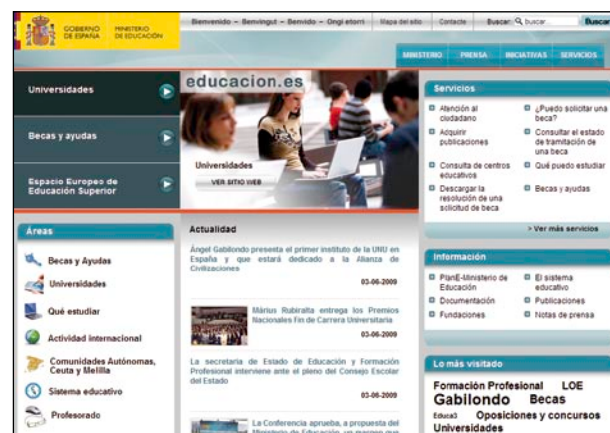 GOBIERNO
DE ESPAÑA
MINISTERIO
DE EDUCACIÓN
Bienvenido - Benvingut - Benvido - Ongi etorri
Mapa del sitio
Contacte
Buscar:
buscar...
Buscar
MINISTERIO
PRENSA
INICIATIVAS
SERVICIOS
Universidades
Becas y ayudas
Espacio Europeo de
Educación Superior
educacion.es
Universidades
VER SITIO WEB
Servicios
Atención al
ciudadano
Adquirir
publicaciones
Consulta de centros
educativos
Descargar la
resolución de una
solicitud de beca
¿Puedo solicitar una
beca?
Consultar el estado
de tramitación de
una beca
Qué puedo estudiar
Becas y ayudas
> Ver más servicios
Áreas
Becas y Ayudas
Universidades
Qué estudiar
Actividad internacional
Comunidades Autónomas,
Ceuta y Melilla
Sistema educativo
Profesorado
Actualidad
Ángel Gabilondo presenta el primer instituto de la UNU en
España y que estará dedicado a la Alianza de
Civilizaciones
03-06-2009
Màrius Rubiralta entrega los Premios
Nacionales Fin de Carrera Universitaria
03-06-2009
La secretaria de Estado de Educación y Formación
Profesional interviene ante el pleno del Consejo Escolar
del Estado
03-06-2009
La Conferencia aprueba, a propuesta del
Ministerio de Educación, un margen que
Información
PlanE-Ministerio de
Educación
Documentación
Fundaciones
El sistema
educativo
Publicaciones
Notas de prensa
Lo más visitado
Formación Profesional LOE
Gabilondo Becas
Educa3 Oposiciones y concursos
Universidades